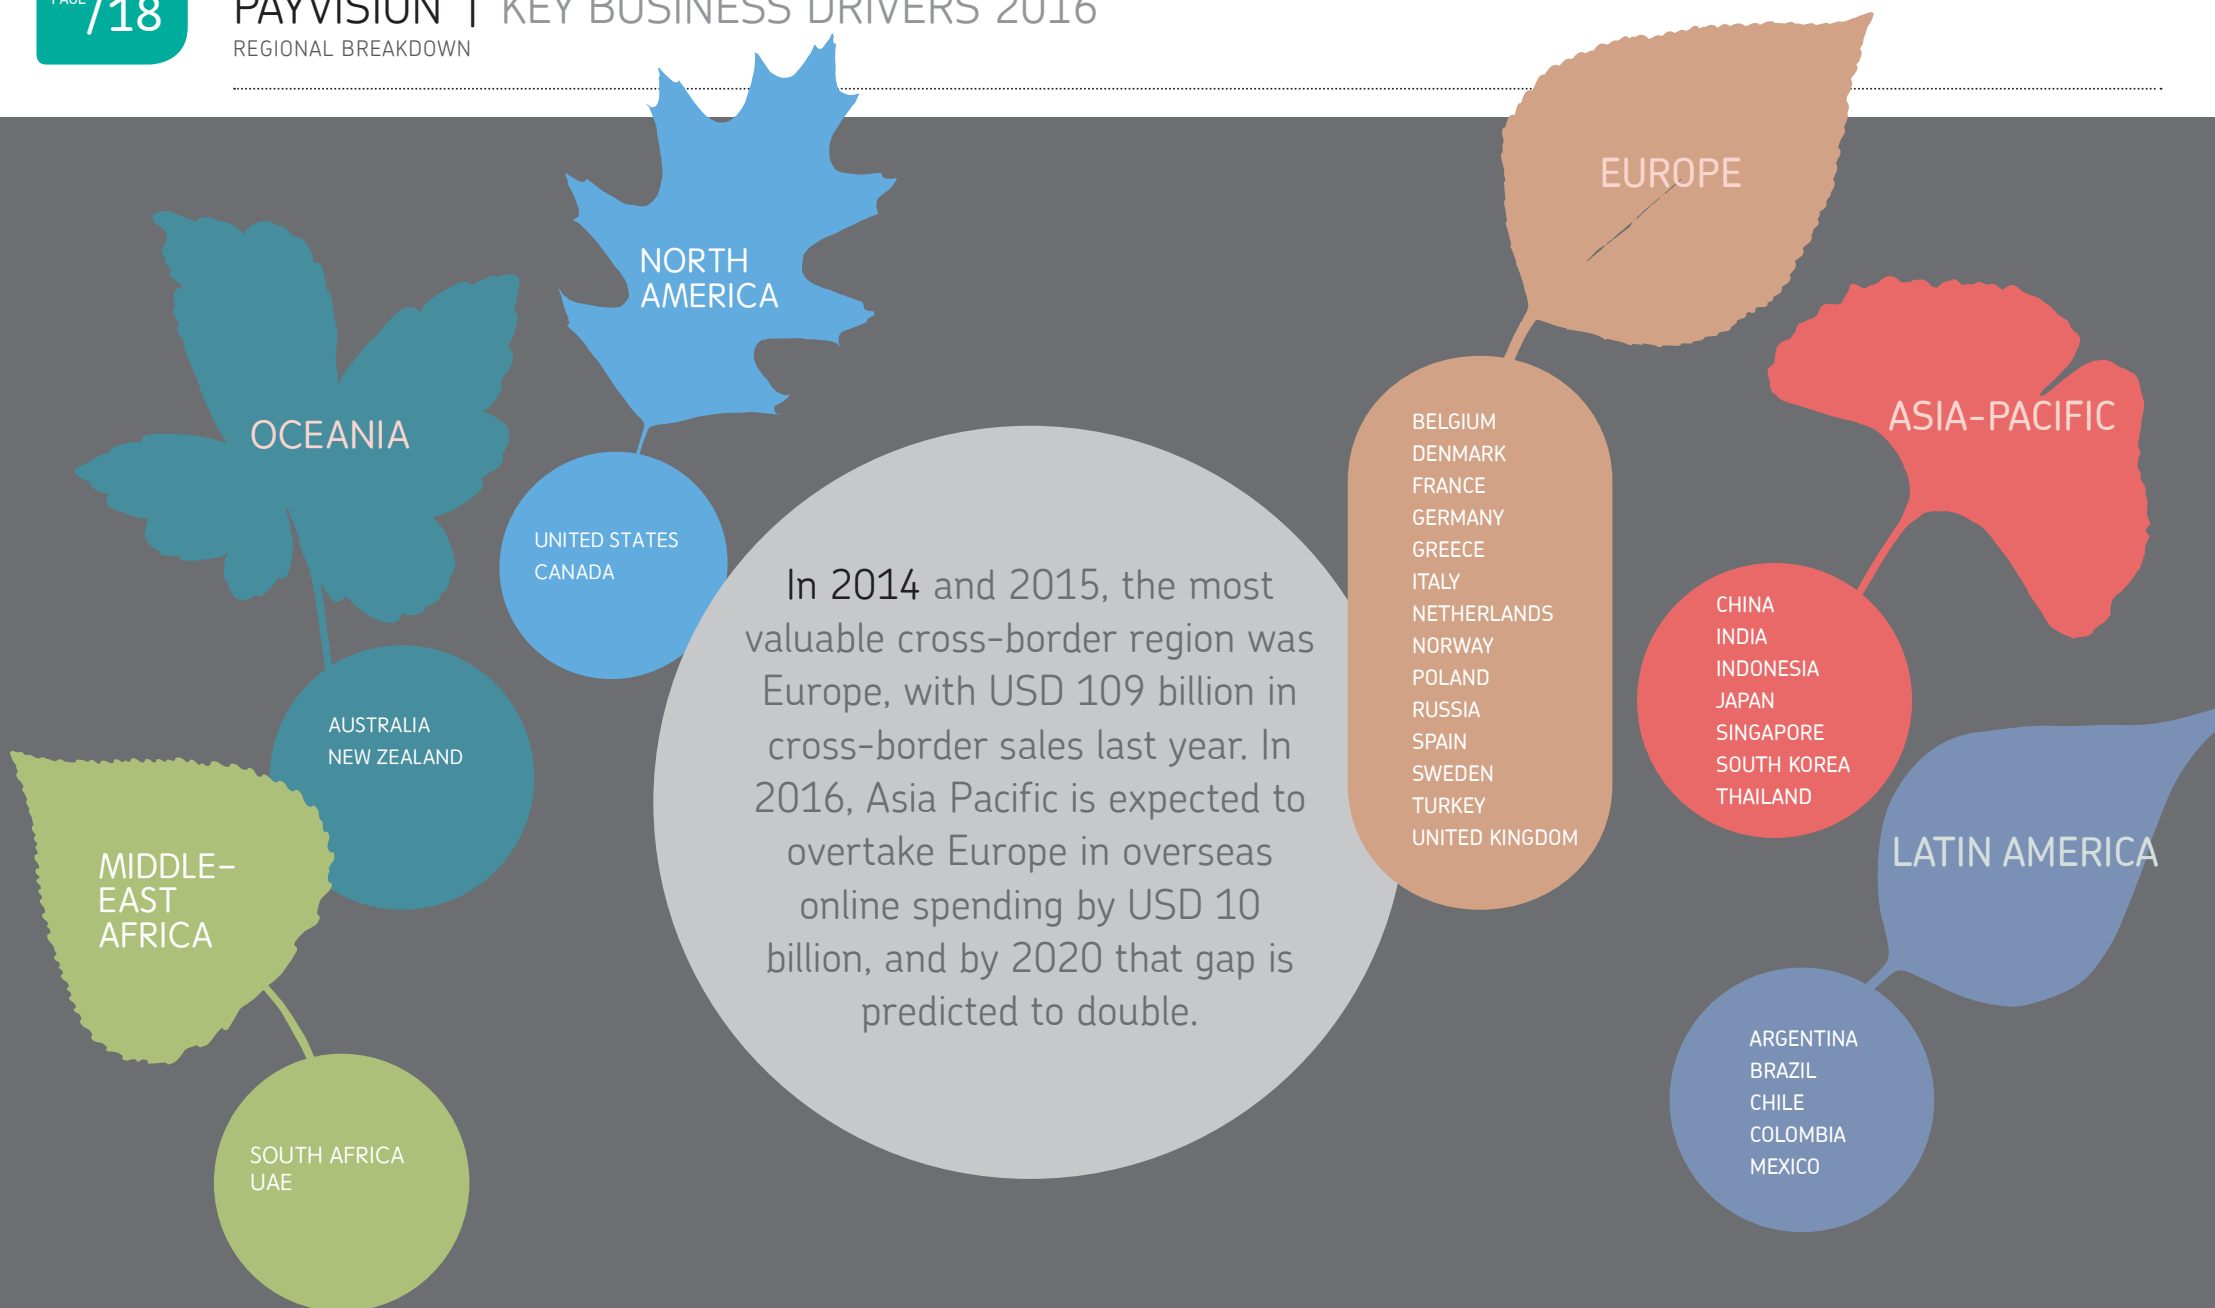 PAGE
/18
PAYVISION | KEY BUSINESS DRIVERS 2016
REGIONAL BREAKDOWN
NORTH
AMERICA
UNITED STATES
CANADA
OCEANIA
AUSTRALIA
NEW ZEALAND
MIDDLE-
EAST
AFRICA
SOUTH AFRICA
UAE
In 2014 and 2015, the most
valuable cross-border region was
Europe, with USD 109 billion in
cross-border sales last year. In
2016, Asia Pacific is expected to
overtake Europe in overseas
online spending by USD 10
billion, and by 2020 that gap is
predicted to double.
EUROPE
BELGIUM
DENMARK
FRANCE
GERMANY
GREECE
ITALY
NETHERLANDS
NORWAY
POLAND
RUSSIA
SPAIN
SWEDEN
TURKEY
UNITED KINGDOM
ASIA-PACIFIC
CHINA
INDIA
INDONESIA
JAPAN
SINGAPORE
SOUTH KOREA
THAILAND
LATIN AMERICA
ARGENTINA
BRAZIL
CHILE
COLOMBIA
MEXICO